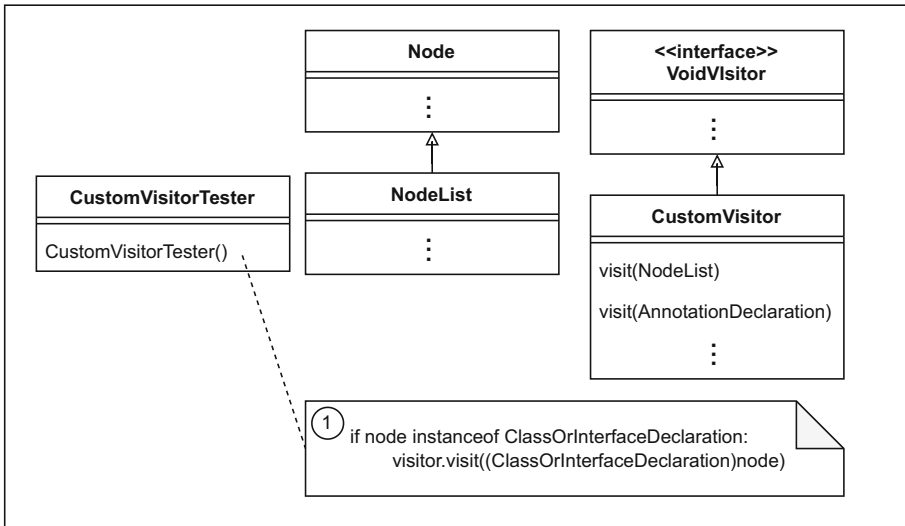 Node
⋮
<<interface>>
VoidVIsitor
⋮
CustomVisitorTester
CustomVisitorTester()
NodeList
⋮
CustomVisitor
visit(NodeList)
visit(AnnotationDeclaration)
⋮
1
if node instanceof ClassOrInterfaceDeclaration:
visitor.visit((ClassOrInterfaceDeclaration)node)